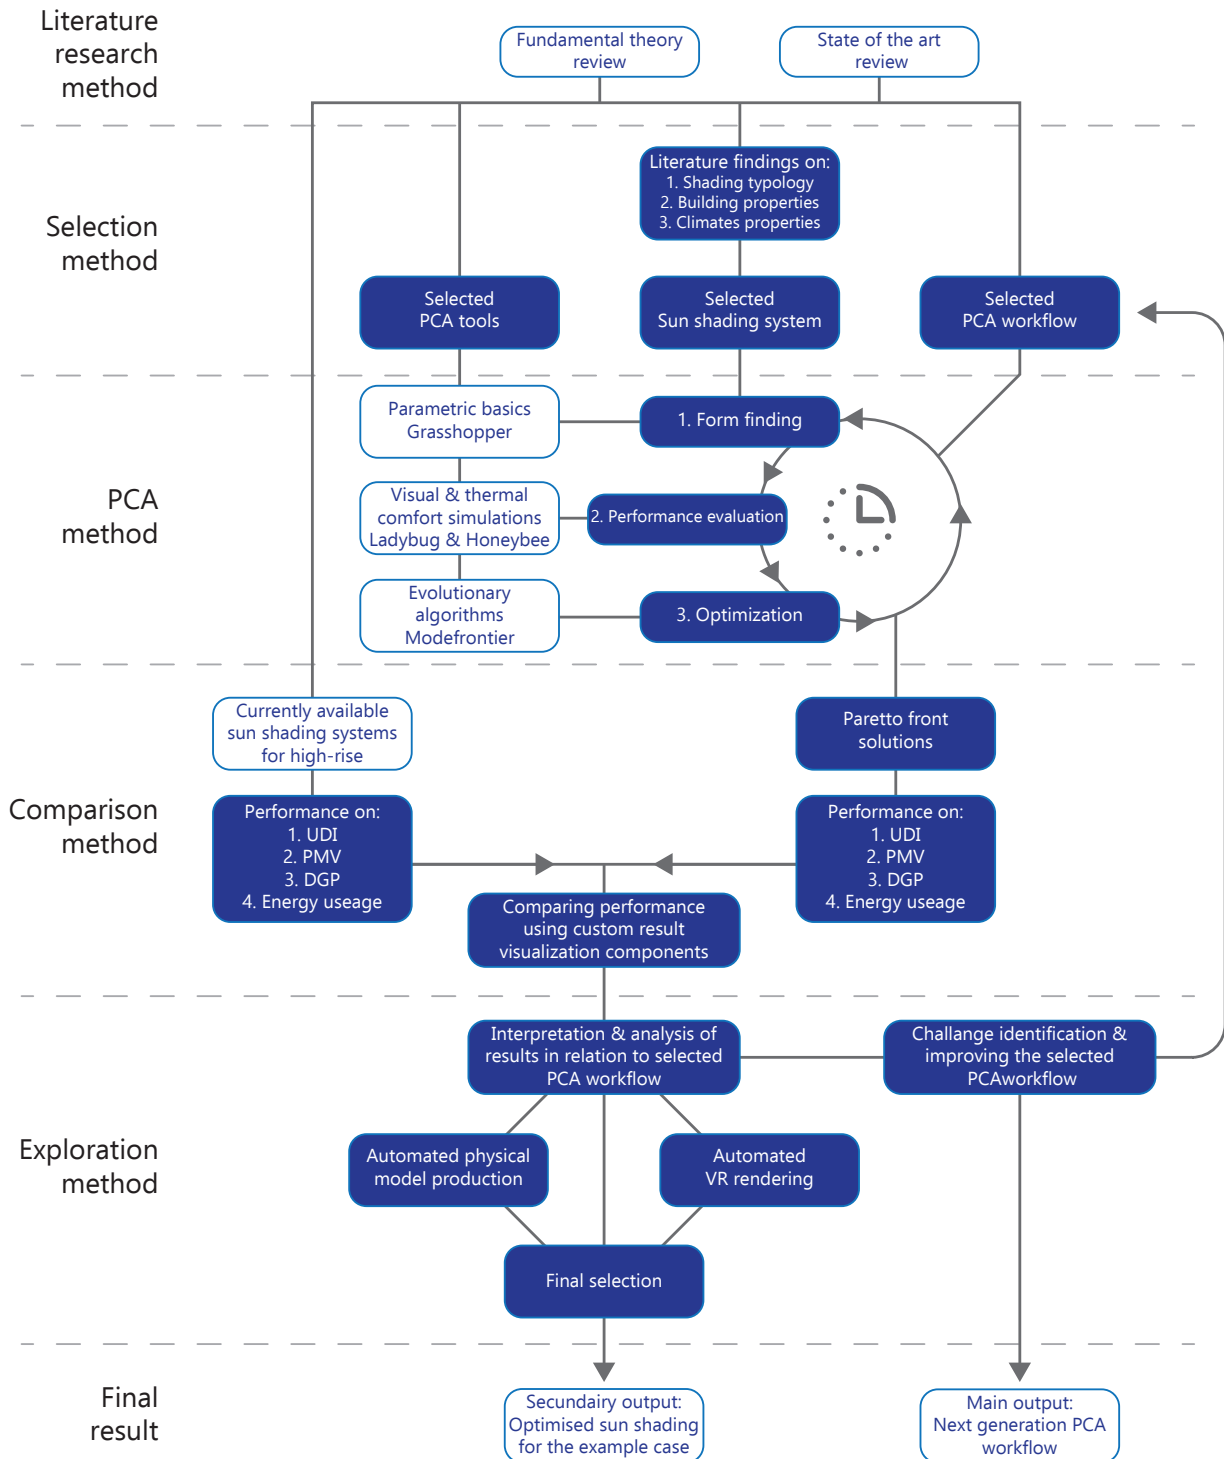 Literature
research
method
Fundamental theory
review
State of the art
review
Selection
method
Literature findings on:
1. Shading typology
2. Building properties
3. Climates properties
Selected
PCA tools
Selected
Sun shading system
Selected
PCA workflow
PCA
method
Parametric basics
Grasshopper
1. Form finding
Visual & thermal
comfort simulations
Ladybug & Honeybee
2. Performance evaluation
Evolutionary
algorithms
Modefrontier
3. Optimization
Comparison
method
Currently available
sun shading systems
for high-rise
Paretto front
solutions
Performance on:
1. UDI
2. PMV
3. DGP
4. Energy useage
Performance on:
1. UDI
2. PMV
3. DGP
4. Energy useage
Comparing performance
using custom result
visualization components
Exploration
method
Interpretation & analysis of
results in relation to selected
PCA workflow
Challange identification &
improving the selected
PCAworkflow
Automated physical
model production
Automated
VR rendering
Final selection
Final
result
Secundairy output:
Optimised sun shading
for the example case
Main output:
Next generation PCA
workflow